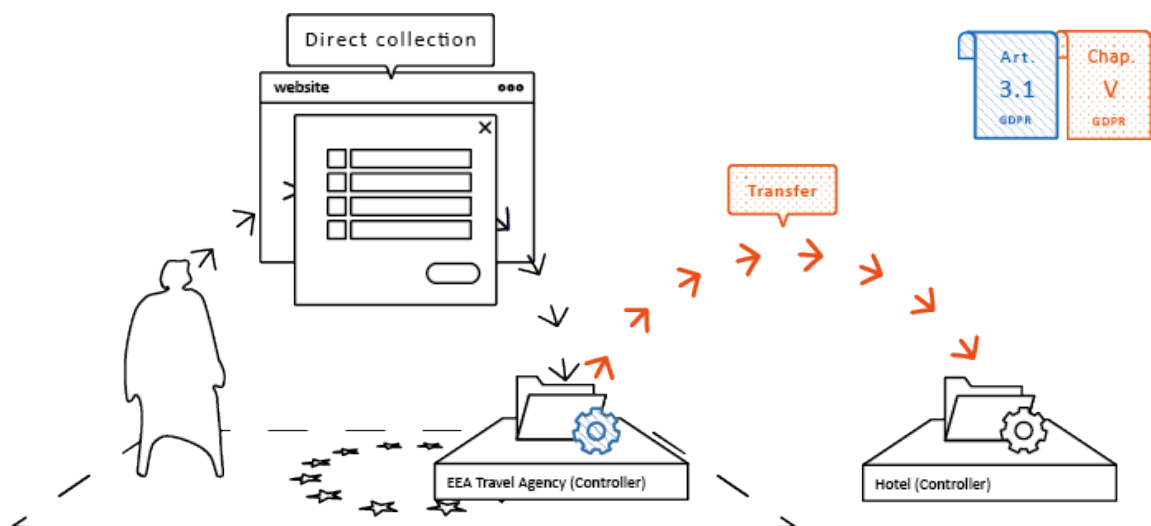 Direct collection
website
Art.
3.1
GDPR
Chap.
V
GDPR
Transfer
EEA Travel Agency (Controller)
Hotel (Controller)